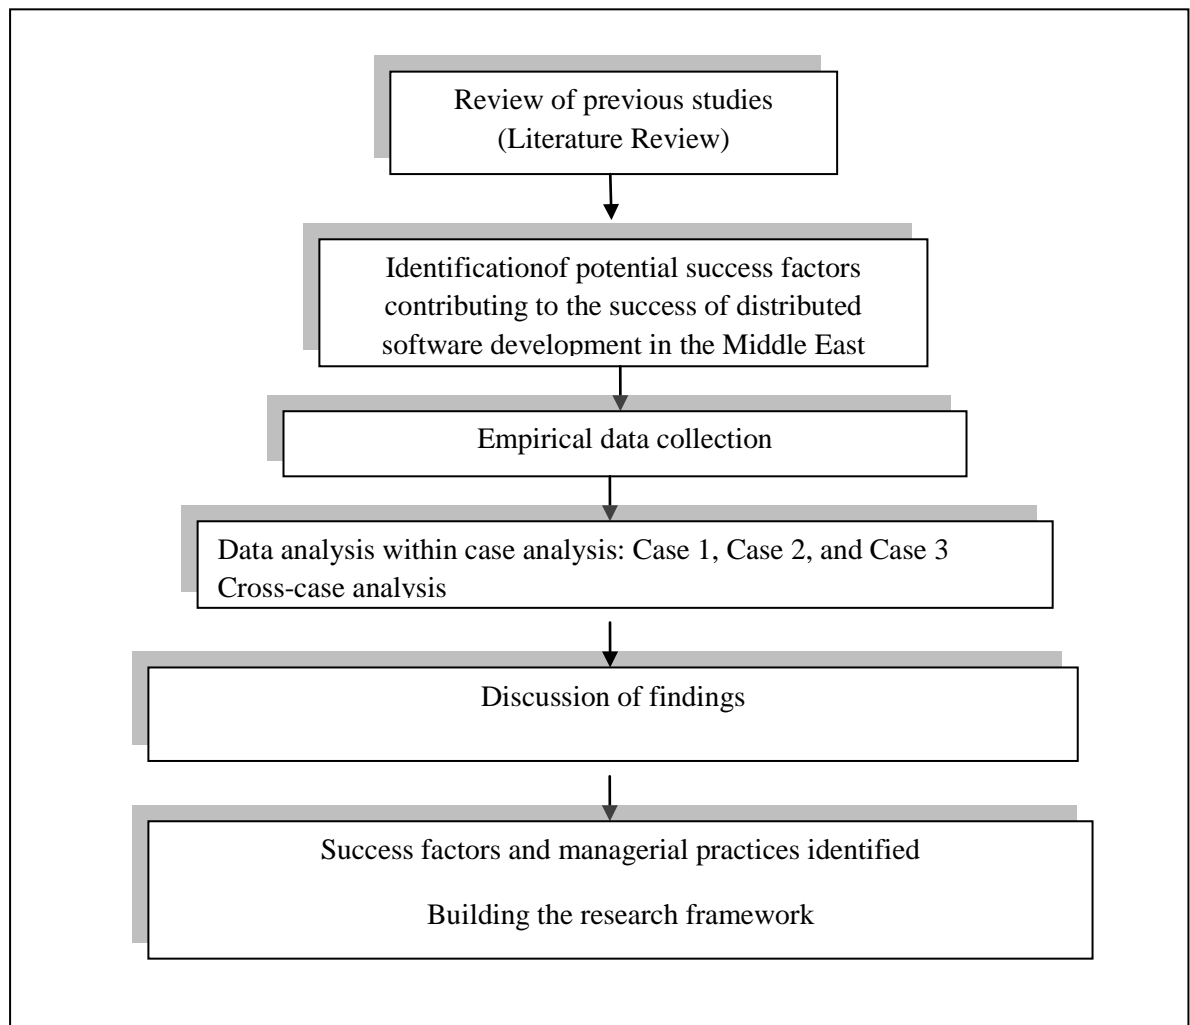 Review of previous studies
(Literature Review)
Identificationof potential success factors
contributing to the success of distributed
software development in the Middle East
Empirical data collection
Data analysis within case analysis: Case 1, Case 2, and Case 3
Cross-case analysis
Discussion of findings
Success factors and managerial practices identified
Building the research framework